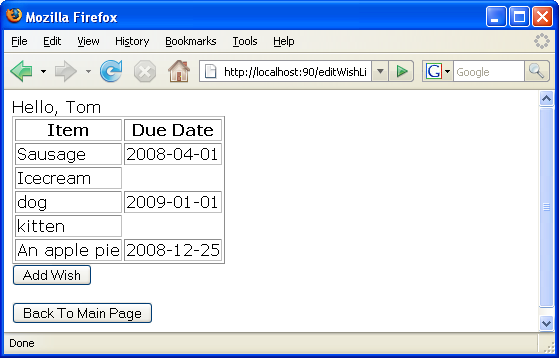 Mozilla Firefox
File Edit View History Bookmarks Tools Help
http://localhost:90/editWishLi Google
Hello, Tom
Item Due Date
Sausage 2008-04-01
Icecream
dog 2009-01-01
kitten
An apple pie 2008-12-25
Add Wish
Back To Main Page
Done